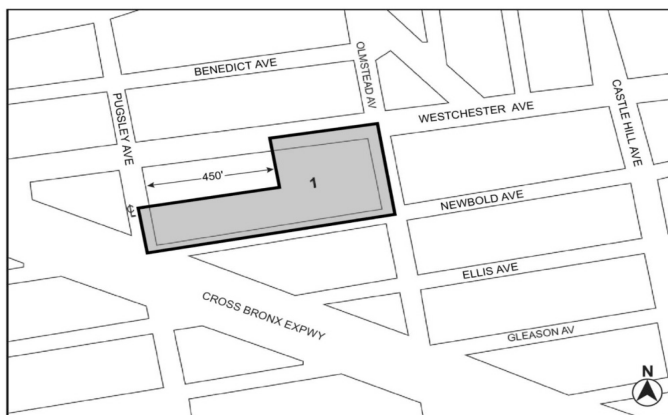 BENEDICT AVE
OLMSTEAD AV
WESTCHESTER AVE
CASTLE HILL AVE
PUGSLEY AVE
450'
1
NEWBOLD AVE
ELLIS AVE
CROSS BRONX EXPWY
GLEASON AV
N